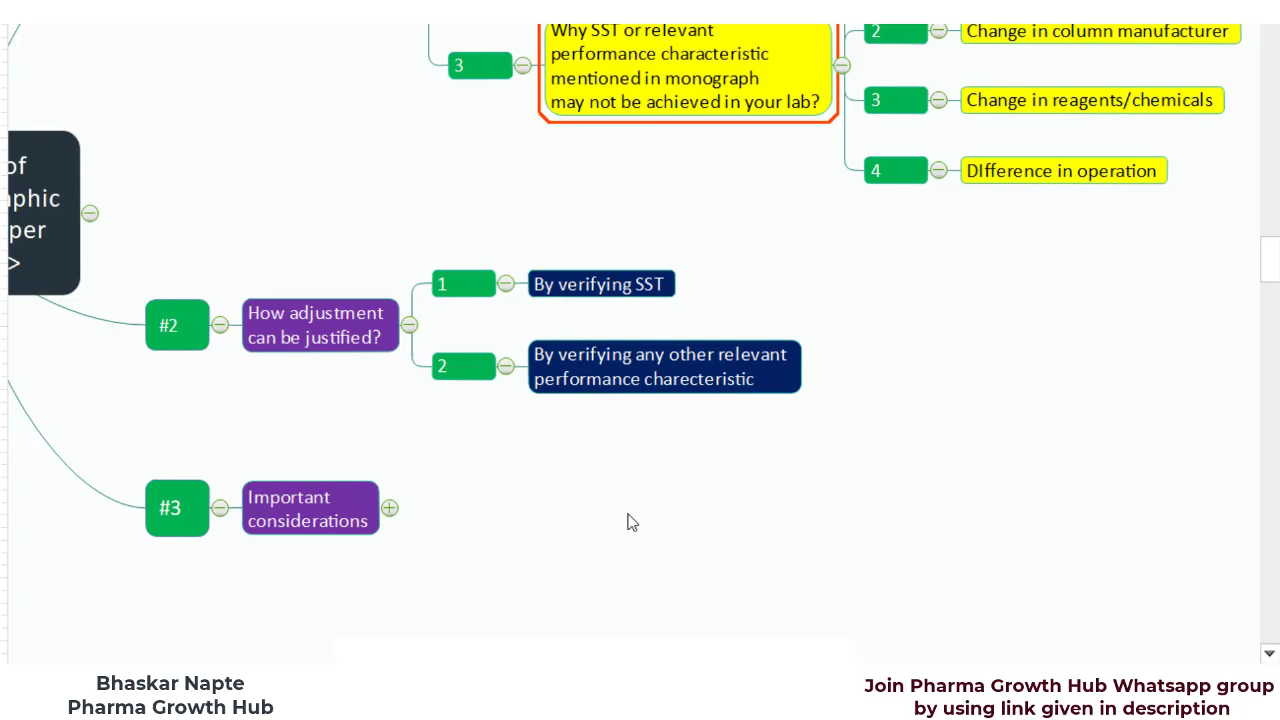 Why SST or relevant
performance characteristic
mentioned in monograph
may not be achieved in your lab?
3
2
Change in column manufacturer
3
Change in reagents/chemicals
4
DIfference in operation
of
per
>
#2
How adjustment
can be justified?
1
By verifying SST
2
By verifying any other relevant
performance charecteristic
#3
Important
considerations
Bhaskar Napte
Pharma Growth Hub
Join Pharma Growth Hub Whatsapp group
by using link given in description